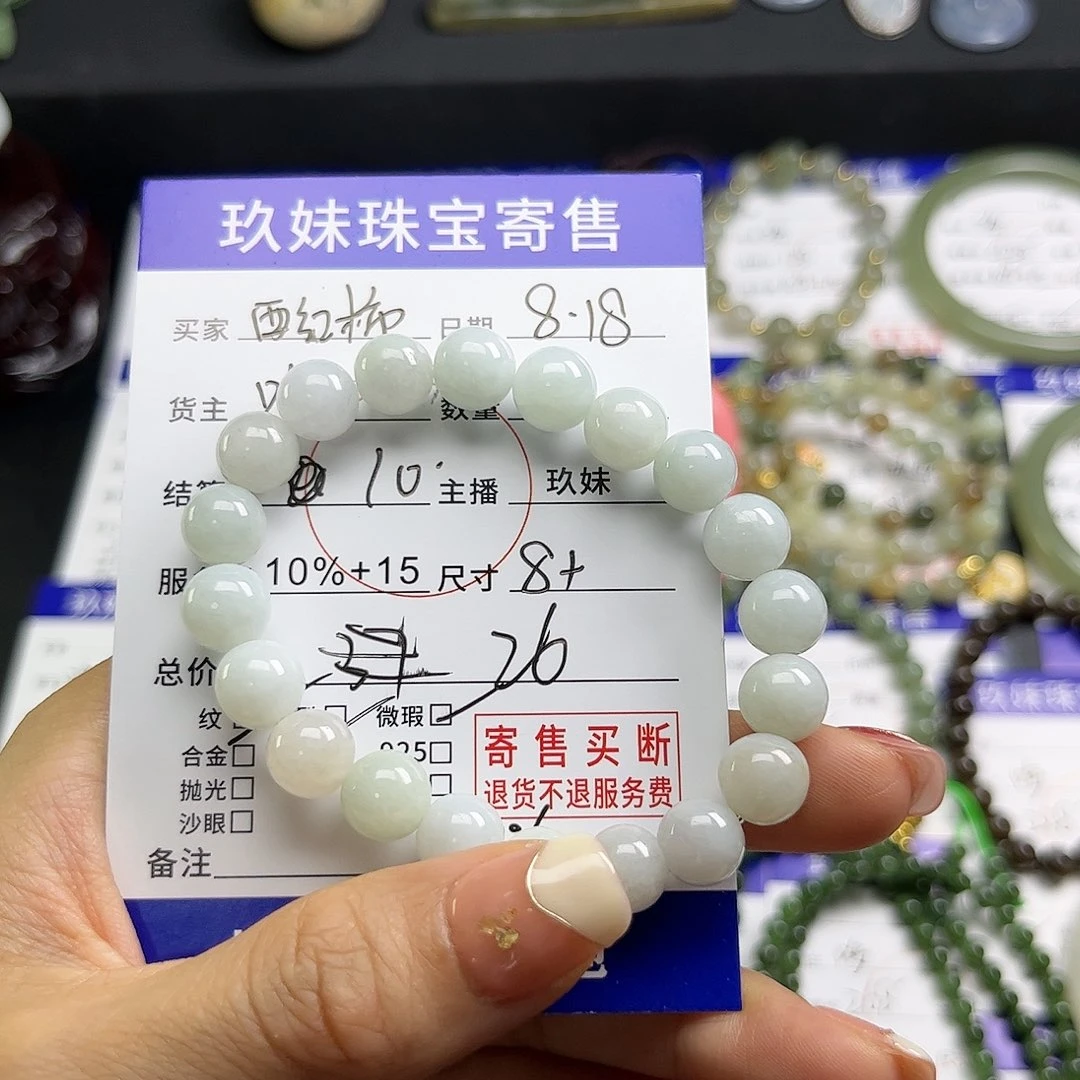 玖妹珠宝寄售
买家 西红柿 日期 8.18
货主 数量
结算 10. 主播 玖妹
服 10%+15 尺寸 8+
总价 26
纹 微瑕□
合金□ 925□
抛光□ □
沙眼□
寄售买断
退货不退服务费
备注